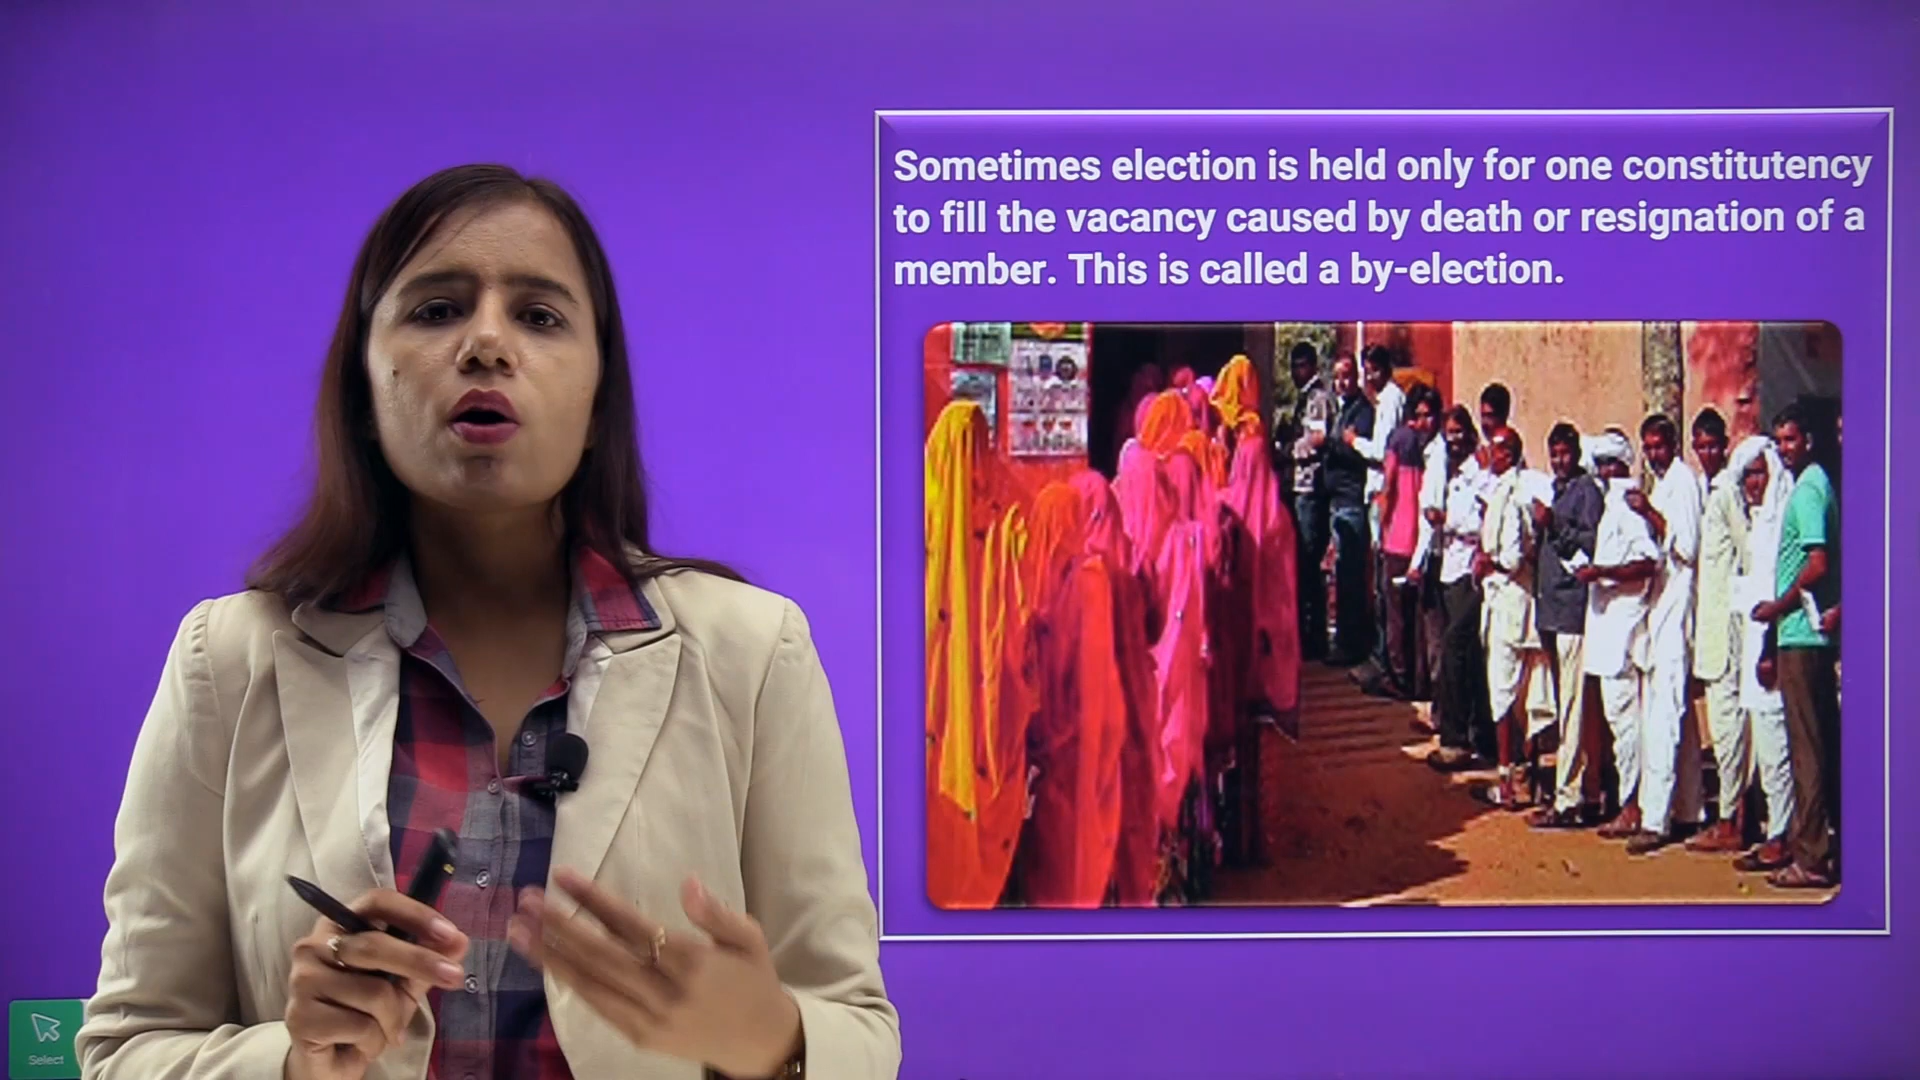 Sometimes election is held only for one constitutency
to fill the vacancy caused by death or resignation of a
member. This is called a by-election.
Select